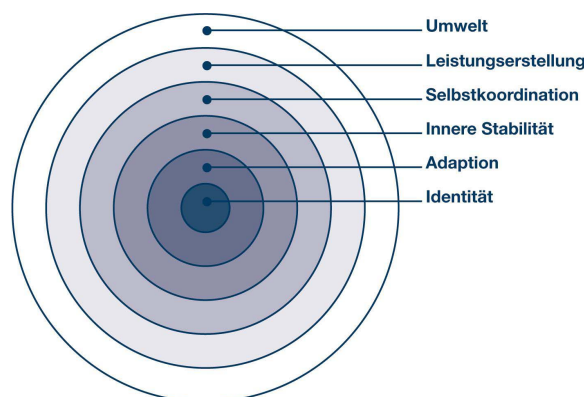 Umwelt
Leistungserstellung
Selbstkoordination
Innere Stabilität
Adaption
Identität